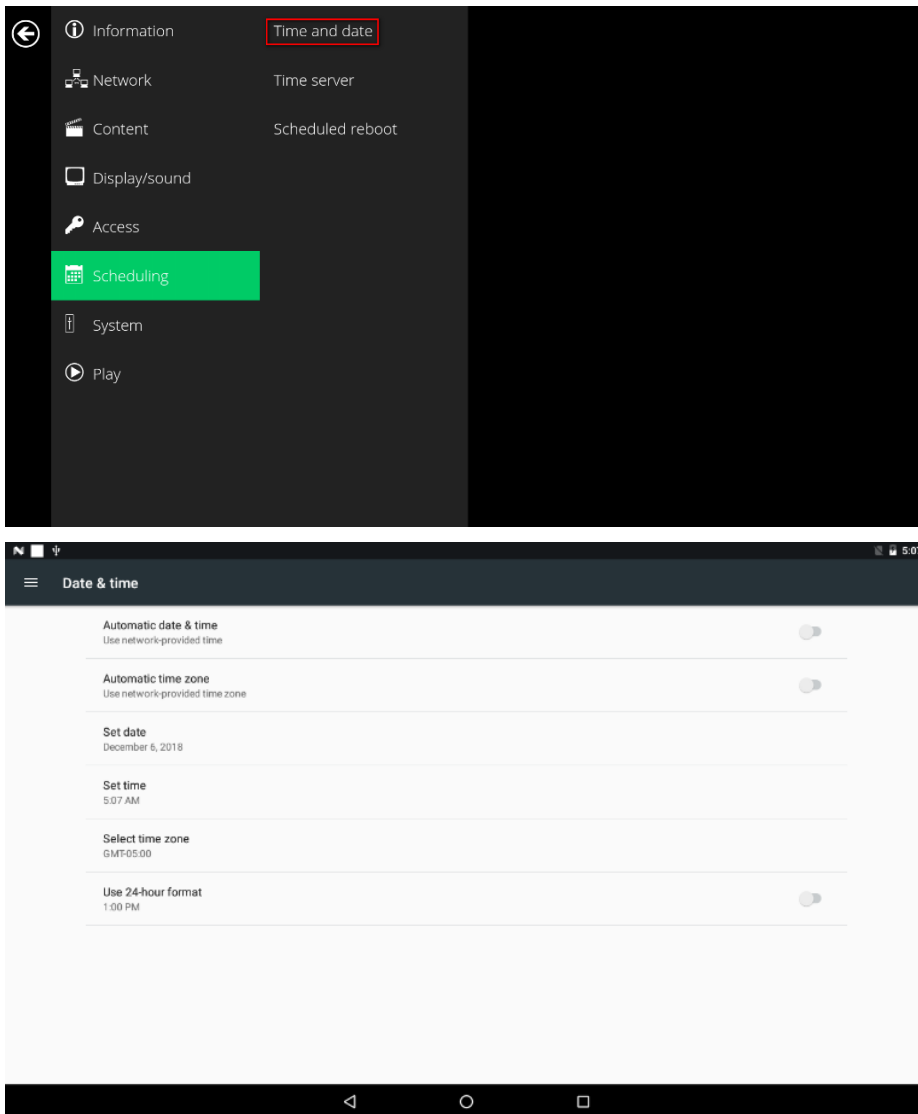 Information
Time and date
Network
Time server
Content
Scheduled reboot
Display/sound
Access
Scheduling
System
Play
5:07
Date & time
Automatic date & time
Use network-provided time
Automatic time zone
Use network-provided time zone
Set date
December 6, 2018
Set time
5:07 AM
Select time zone
GMT-05:00
Use 24-hour format
1:00 PM